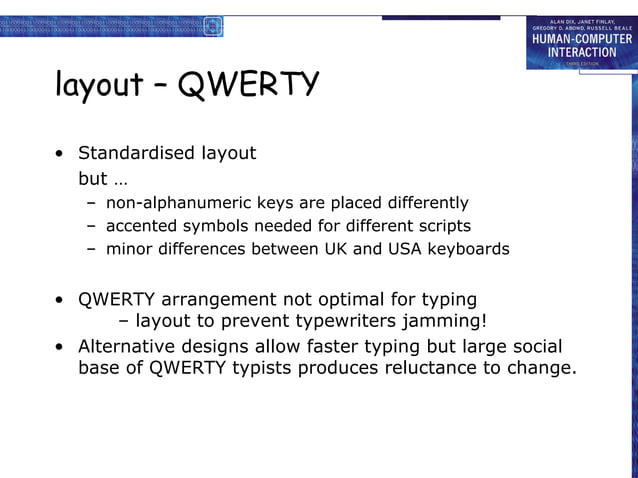 ALAN DIX, JANET FINLAY,
GREGORY D. ABOWD, RUSSELL BEALE
HUMAN-COMPUTER
INTERACTION
THIRD EDITION
layout – QWERTY
• Standardised layout
but …
– non-alphanumeric keys are placed differently
– accented symbols needed for different scripts
– minor differences between UK and USA keyboards
• QWERTY arrangement not optimal for typing
– layout to prevent typewriters jamming!
• Alternative designs allow faster typing but large social
base of QWERTY typists produces reluctance to change.